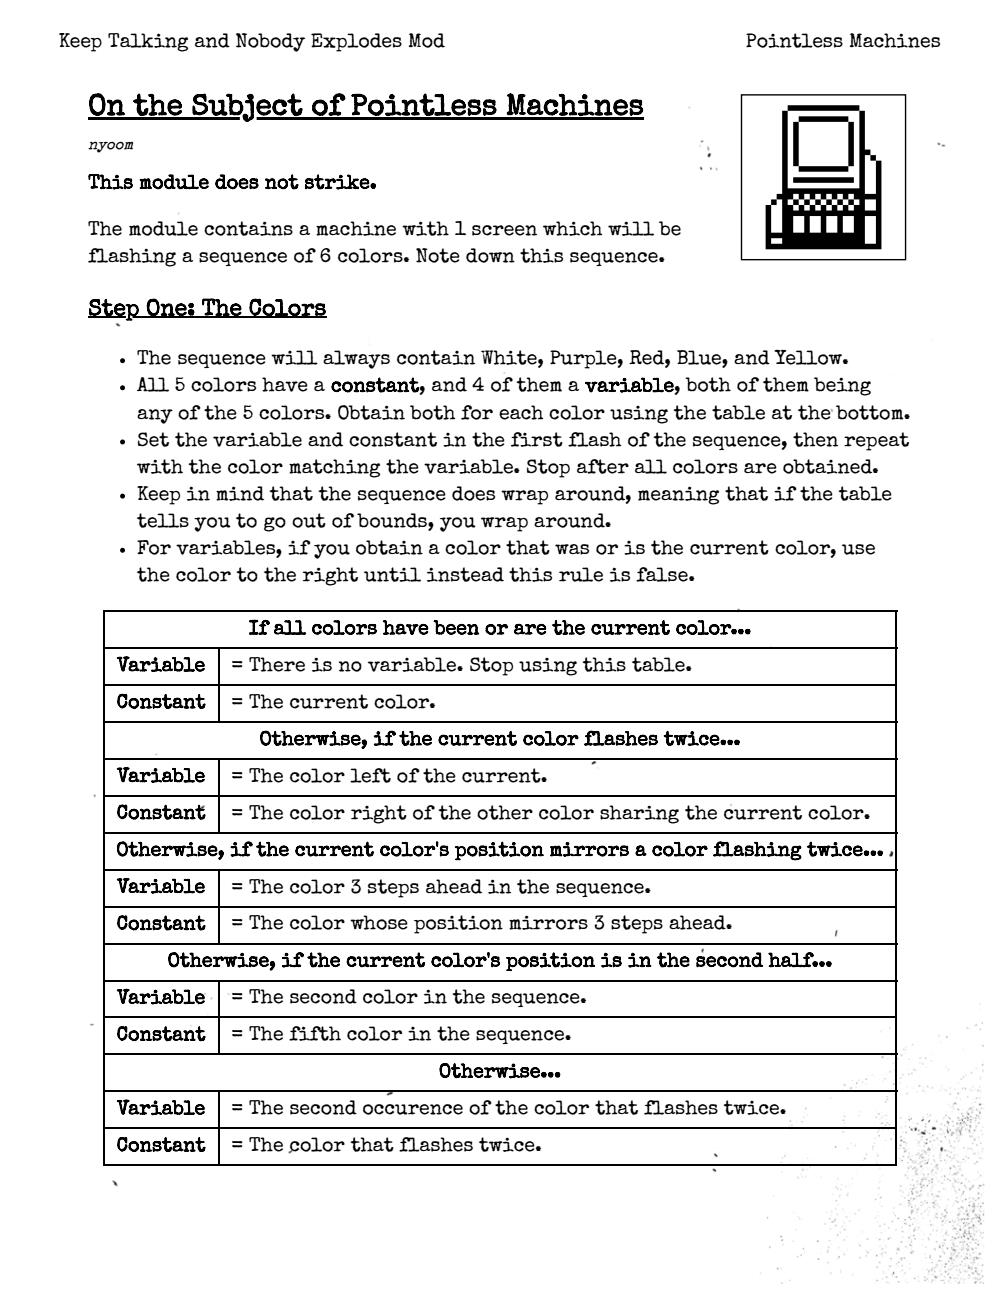 Keep Talking and Nobody Explodes Mod
Pointless Machines
On the Subject of Pointless Machines
nyoom
This module does not strike.
The module contains a machine with 1 screen which will be
flashing a sequence of 6 colors. Note down this sequence.
Step One: The Colors
• The sequence will always contain White, Purple, Red, Blue, and Yellow.
• All 5 colors have a constant, and 4 of them a variable, both of them being
any of the 5 colors. Obtain both for each color using the table at the bottom.
• Set the variable and constant in the first flash of the sequence, then repeat
with the color matching the variable. Stop after all colors are obtained.
• Keep in mind that the sequence does wrap around, meaning that if the table
tells you to go out of bounds, you wrap around.
• For variables, if you obtain a color that was or is the current color, use
the color to the right until instead this rule is false.
If all colors have been or are the current color...
Variable = There is no variable. Stop using this table.
Constant = The current color.
Otherwise, if the current color flashes twice...
Variable = The color left of the current.
Constant = The color right of the other color sharing the current color.
Otherwise, if the current color's position mirrors a color flashing twice...
Variable = The color 3 steps ahead in the sequence.
Constant = The color whose position mirrors 3 steps ahead.
Otherwise, if the current color's position is in the second half...
Variable = The second color in the sequence.
Constant = The fifth color in the sequence.
Otherwise...
Variable = The second occurence of the color that flashes twice.
Constant = The color that flashes twice.